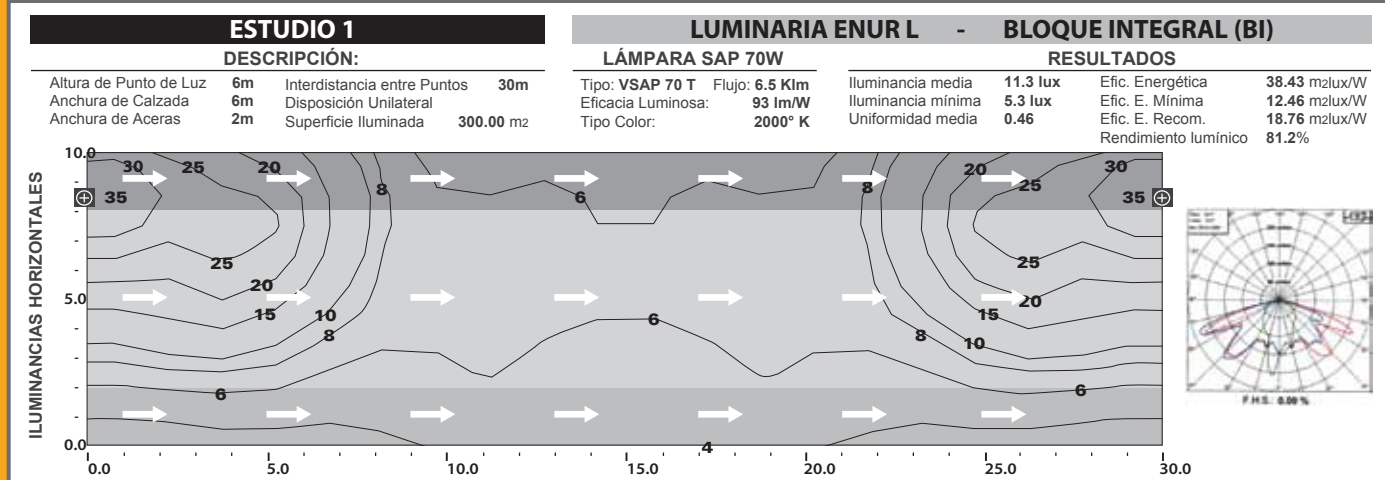 ESTUDIO 1
LUMINARIA ENUR L - BLOQUE INTEGRAL (BI)
DESCRIPCIÓN:
Altura de Punto de Luz 6m Interdistancia entre Puntos 30m
Anchura de Calzada 6m Disposición Unilateral
Anchura de Aceras 2m Superficie Iluminada 300.00 m2
LÁMPARA SAP 70W
Tipo: VSAP 70 T Flujo: 6.5 Klm
Eficacia Luminosa: 93 lm/W
Tipo Color: 2000° K
RESULTADOS
Iluminancia media 11.3 lux Efic. Energética 38.43 m2lux/W
Iluminancia mínima 5.3 lux Efic. E. Mínima 12.46 m2lux/W
Uniformidad media 0.46 Efic. E. Recom. 18.76 m2lux/W
Rendimiento lumínico 81.2%
ILUMINANCIAS HORIZONTALES
10.0
30 25 20 20 30
8 8 25
35 6 35
25 25
5.0 20 20
15 10 6 15
8 8 10
6 6
0.0 4
0.0 5.0 10.0 15.0 20.0 25.0 30.0
F.H.S.: 0.00 %